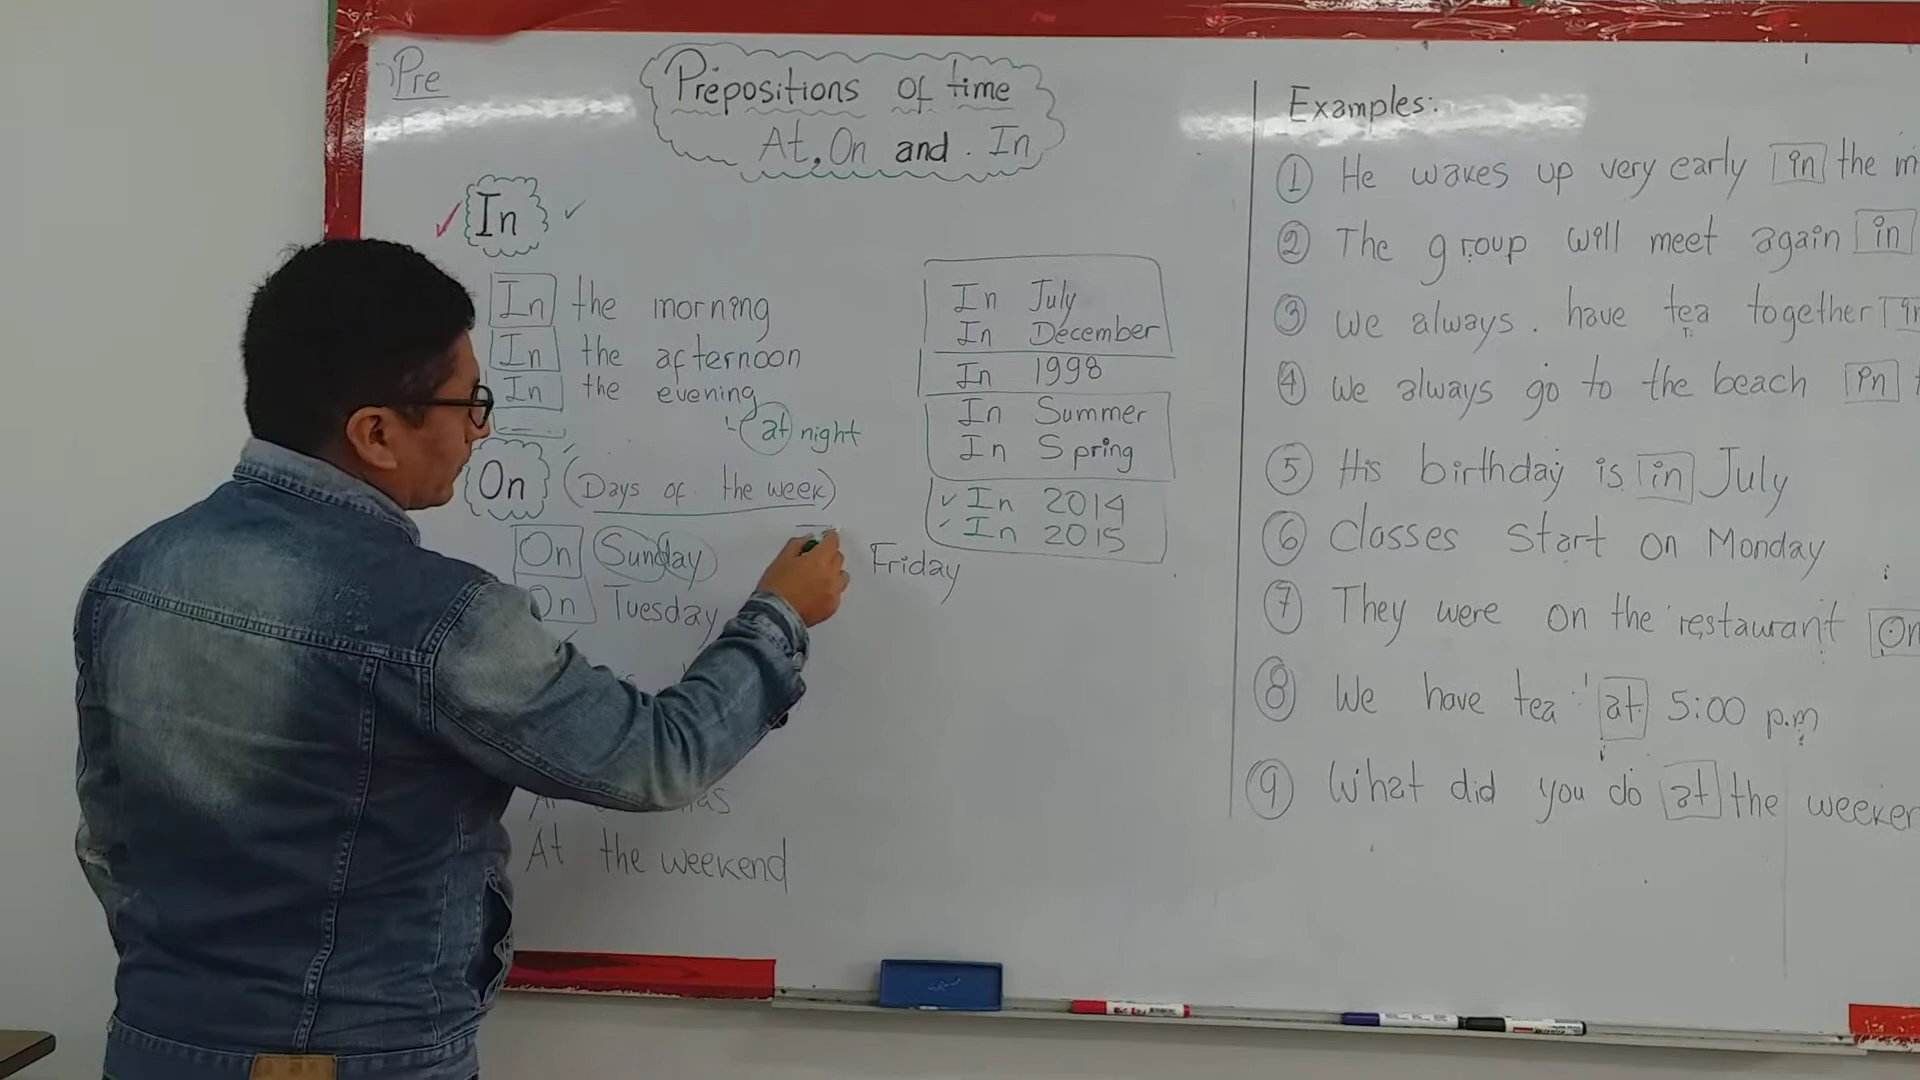 Pre
Prepositions of time
At, On and . In
In
In the morning
In the afternoon
In the evening
at night
On (Days of the week)
On Sunday
On Tuesday
At the weekend
In July
In December
In 1998
In Summer
In Spring
In 2014
In 2015
Friday
Examples:
1 He wakes up very early in the
2 The group will meet again in
3 We always . have tea together in
4 We always go to the beach in
5 His birthday is in July
6 Classes start on Monday
7 They were on the restaurant On
8 We have tea at 5:00 p.m
9 What did you do at the